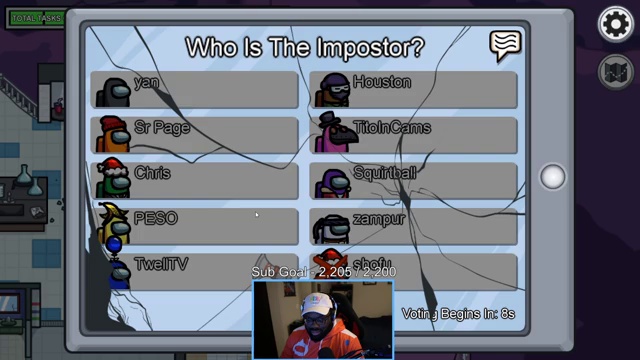 TOTAL TASKS
Who Is The Impostor?
yan
Houston
Sr Page
TitoInCams
Chris
Squirtball
PESO
zampur
TwellTV
shofu
Sub Goal - 2,205 / 2,200
Voting Begins In: 8s